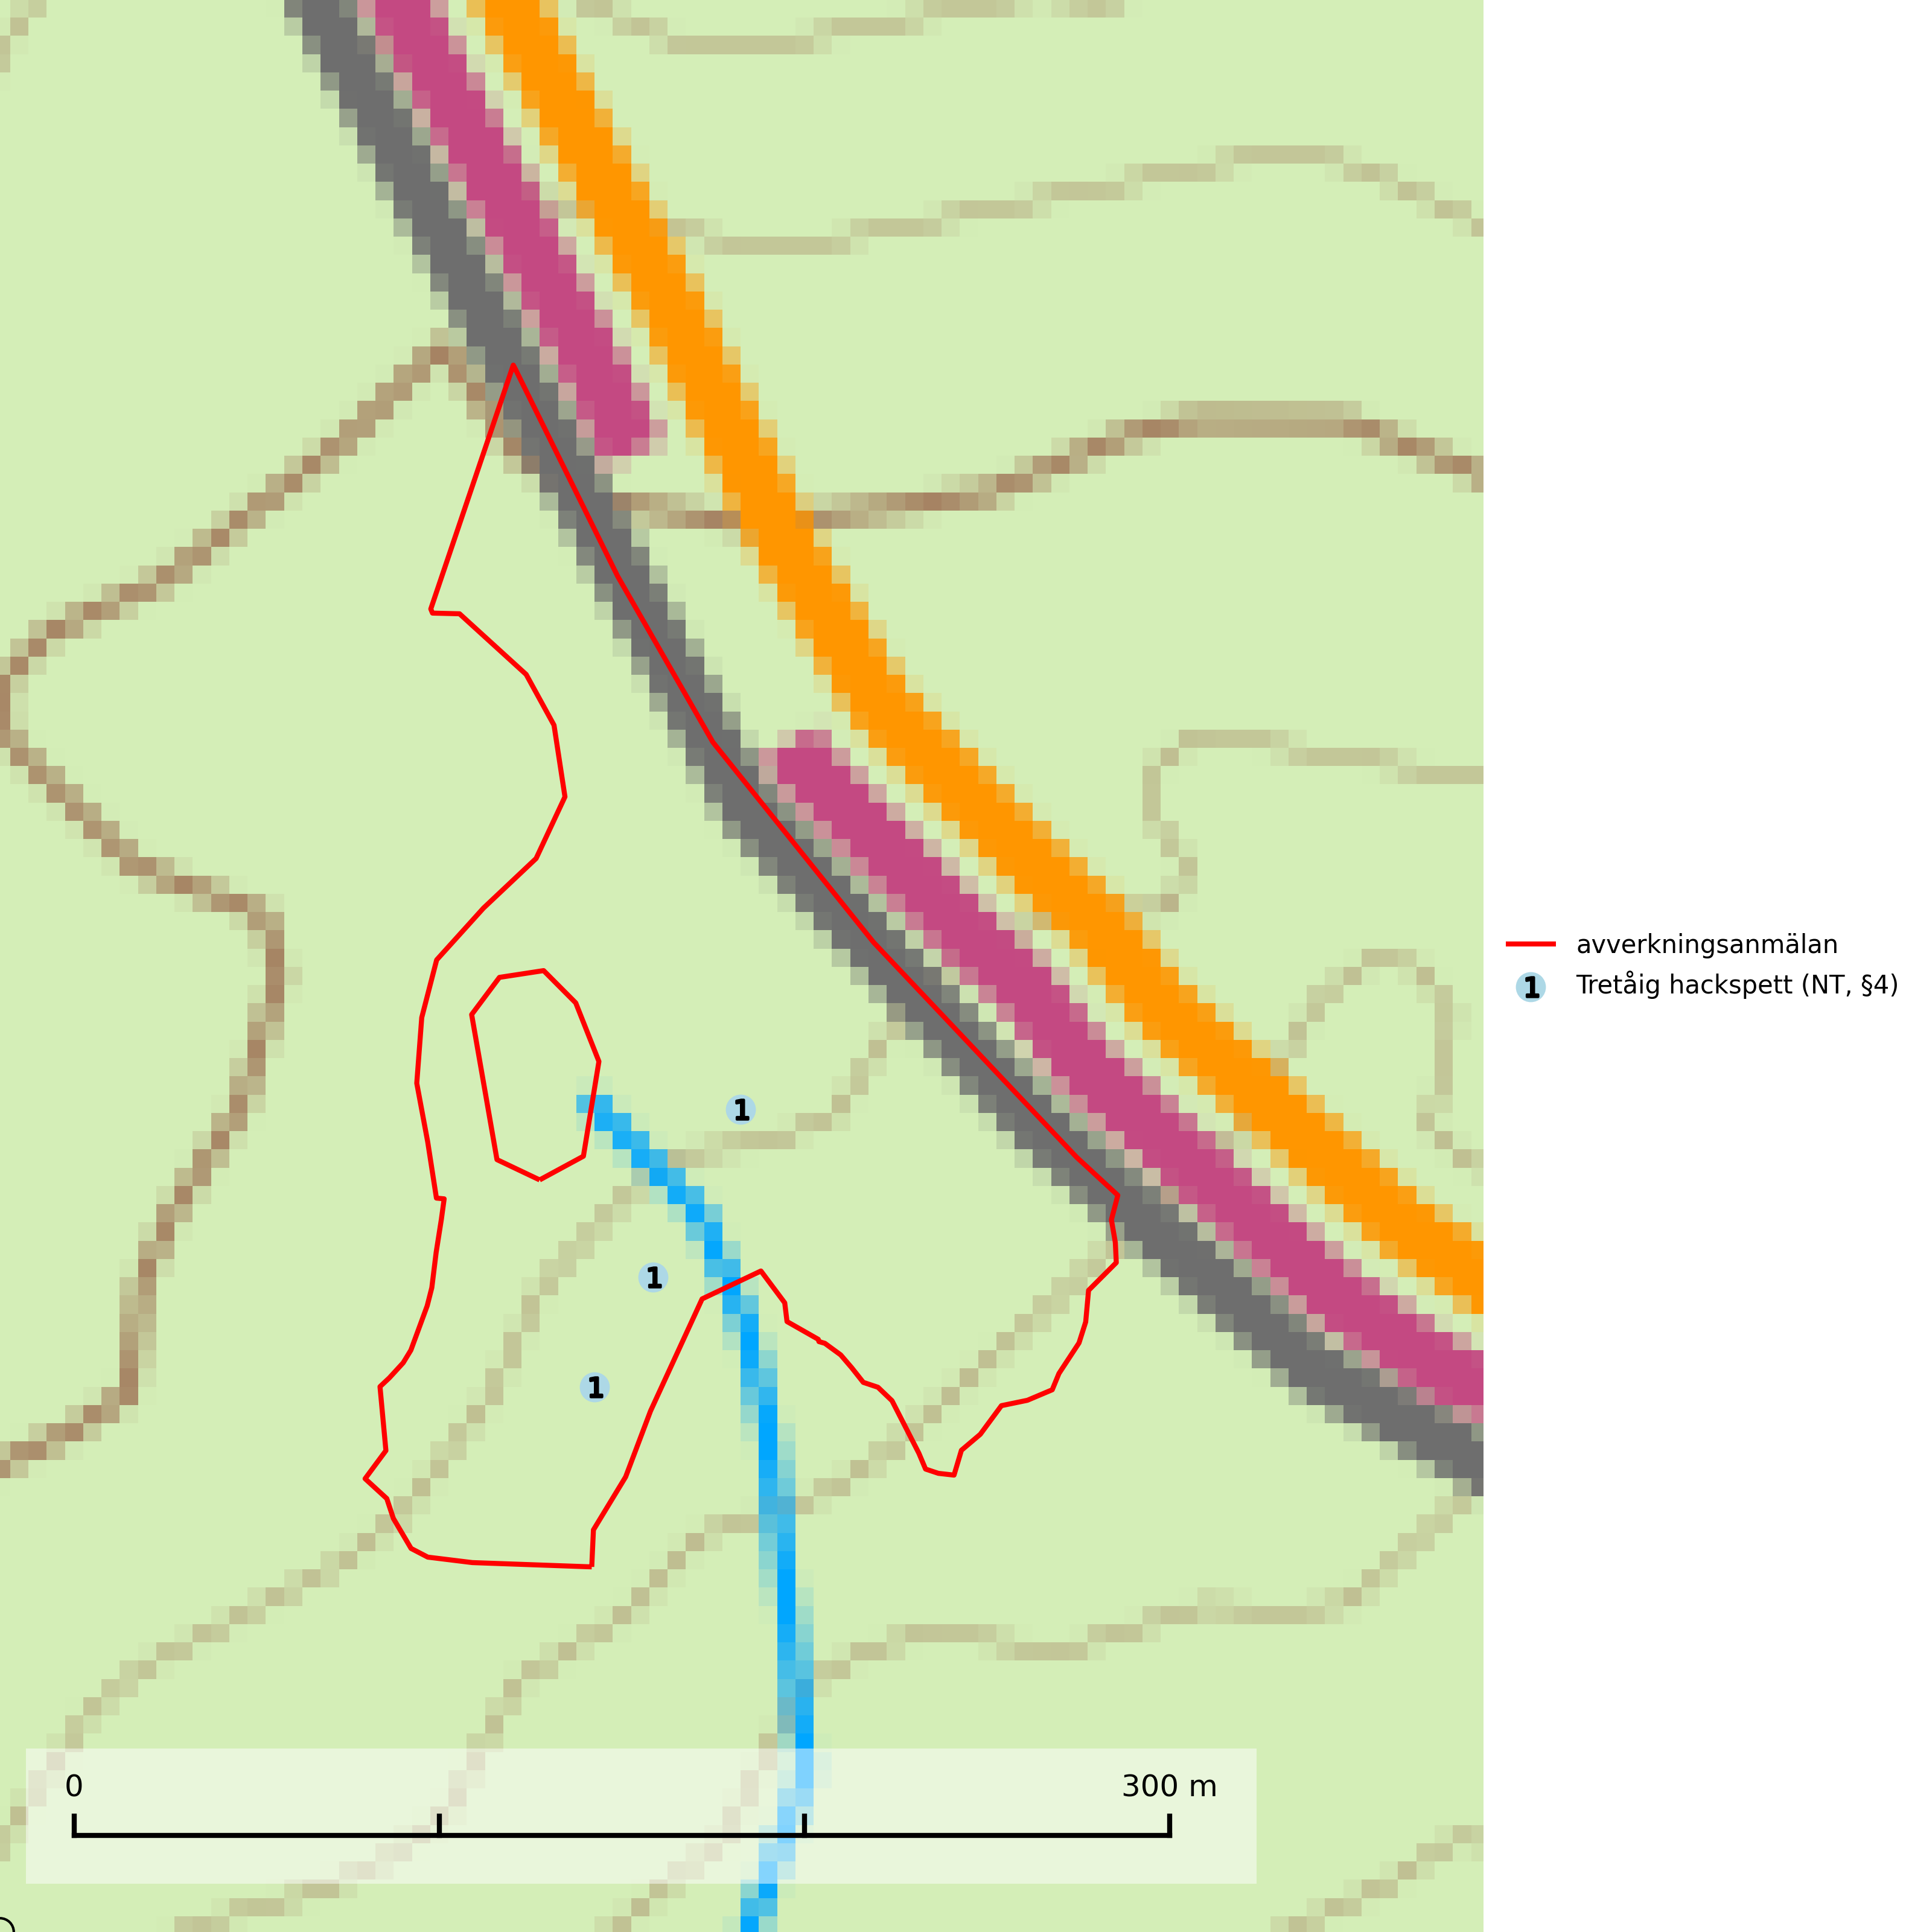 avverkningsanmälan
1 Tretåig hackspett (NT, §4)
1
1
1
0 300 m